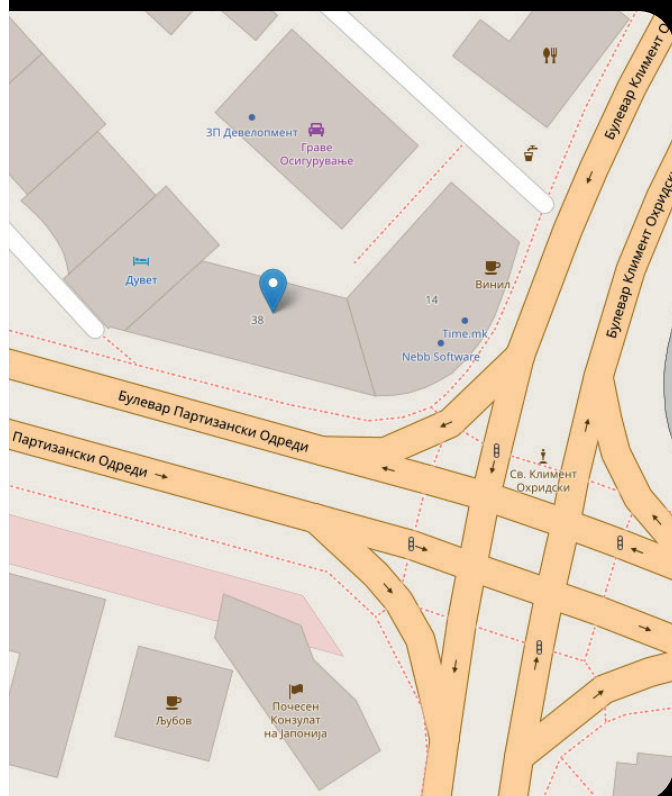 Булевар Климент О
ЗП Девелопмент
Граве
Осигурување
Булевар Климент Охридск
Дувет
Винил
14
38
Time.mk
Nebb Software
Булевар Партизански Одреди
Партизански Одреди
Св. Климент
Охридски
Љубов
Почесен
Конзулат
на Јапонија